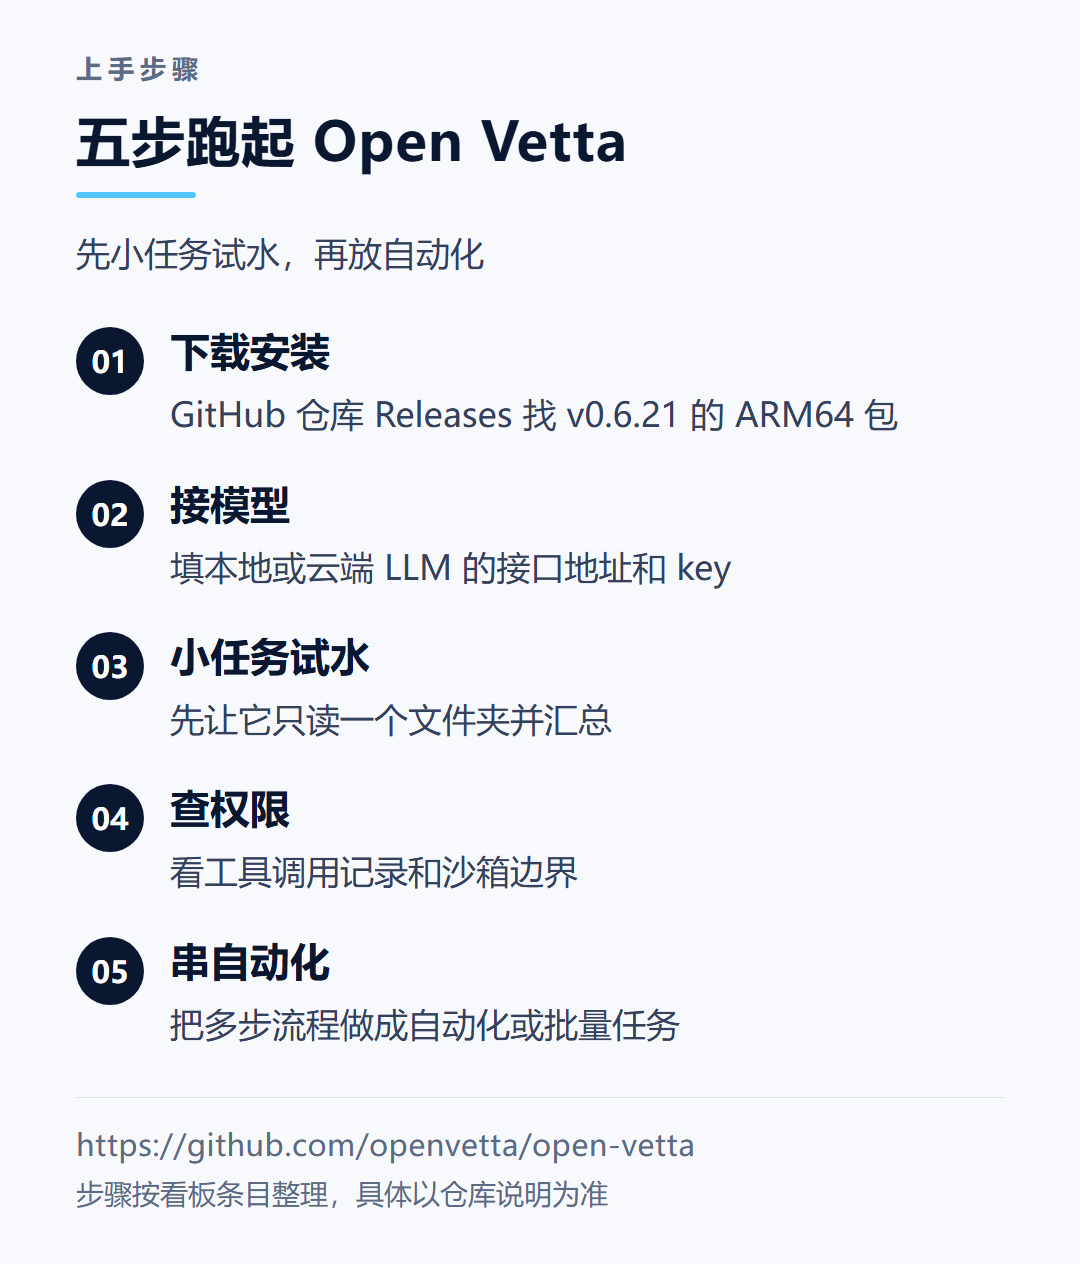 上手步骤
五步跑起 Open Vetta
先小任务试水，再放自动化
01
下载安装
GitHub 仓库 Releases 找 v0.6.21 的 ARM64 包
02
接模型
填本地或云端 LLM 的接口地址和 key
03
小任务试水
先让它只读一个文件夹并汇总
04
查权限
看工具调用记录和沙箱边界
05
串自动化
把多步流程做成自动化或批量任务
https://github.com/openvetta/open-vetta
步骤按看板条目整理，具体以仓库说明为准